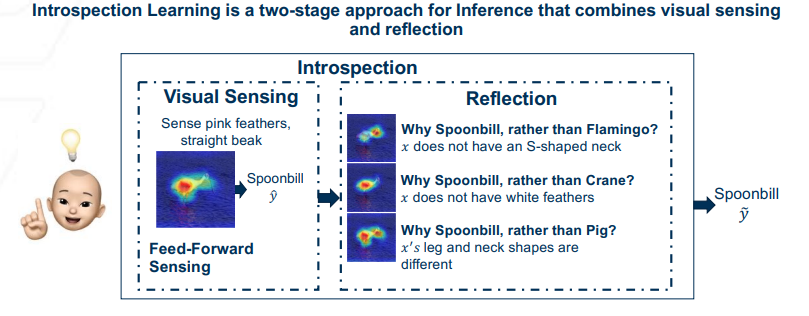 Introspection Learning is a two-stage approach for Inference that combines visual sensing
and reflection
Introspection
Visual Sensing
Sense pink feathers,
straight beak
Spoonbill
ŷ
Feed-Forward
Sensing
Reflection
Why Spoonbill, rather than Flamingo?
x does not have an S-shaped neck
Why Spoonbill, rather than Crane?
x does not have white feathers
Why Spoonbill, rather than Pig?
x's leg and neck shapes are
different
Spoonbill
ỹ